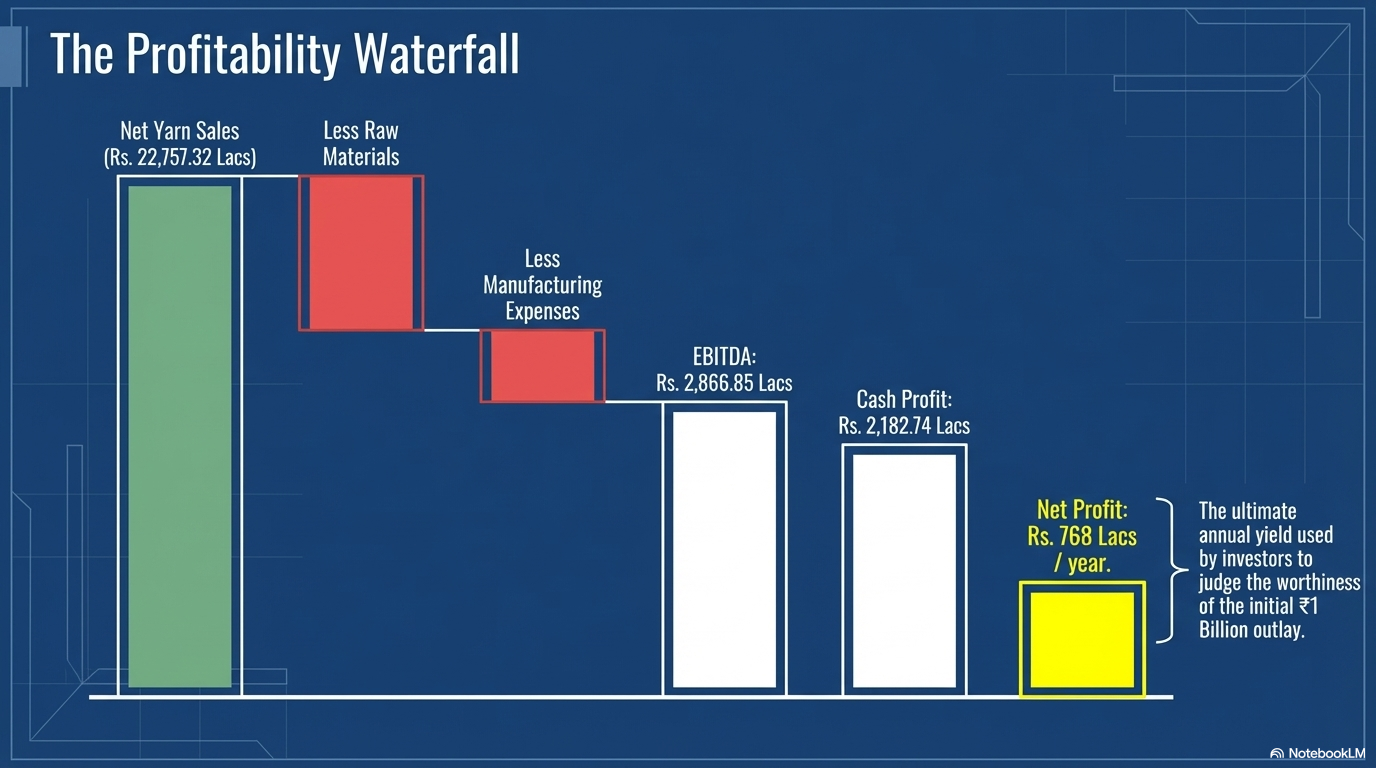 The Profitability Waterfall
Net Yarn Sales
(Rs. 22,757.32 Lacs)
Less Raw
Materials
Less
Manufacturing
Expenses
EBITDA:
Rs. 2,866.85 Lacs
Cash Profit:
Rs. 2,182.74 Lacs
Net Profit:
Rs. 768 Lacs
/ year.
The ultimate
annual yield used
by investors to
judge the worthiness
of the initial ₹1
Billion outlay.
NotebookLM